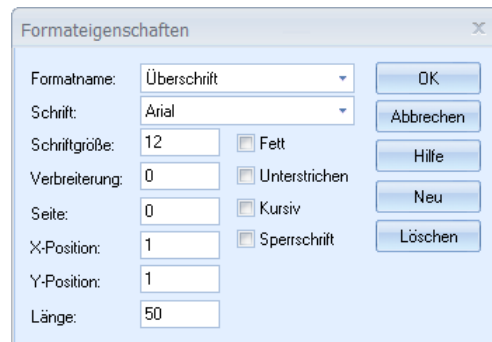 Formateigenschaften x
Formatname: Überschrift OK
Schrift: Arial Abbrechen
Schriftgröße: 12 Fett Hilfe
Verbreiterung: 0 Unterstrichen
Seite: 0 Kursiv Neu
X-Position: 1 Sperrschrift Löschen
Y-Position: 1
Länge: 50